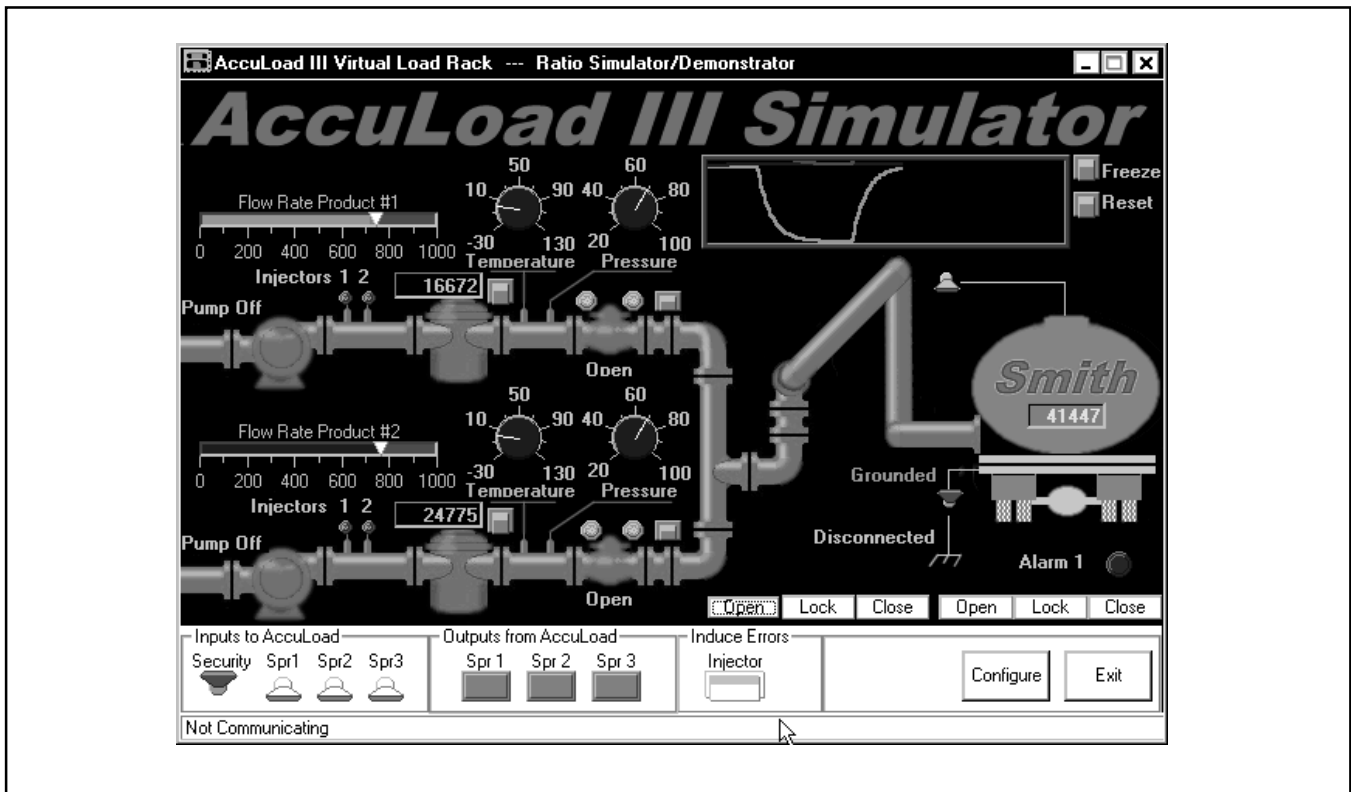 AccuLoad III Virtual Load Rack --- Ratio Simulator/Demonstrator
AccuLoad III Simulator
Flow Rate Product #1
0 200 400 600 800 1000
50
10 90
-30 130
Temperature
60
40 80
20 100
Pressure
Freeze
Reset
Injectors 1 2
16672
Pump Off
Open
Smith
41447
Flow Rate Product #2
0 200 400 600 800 1000
50
10 90
-30 130
Temperature
60
40 80
20 100
Pressure
Injectors 1 2
24775
Pump Off
Open
Grounded
Disconnected
Alarm 1
Open Lock Close Open Lock Close
Inputs to AccuLoad
Security Spr1 Spr2 Spr3
Outputs from AccuLoad
Spr 1 Spr 2 Spr 3
Induce Errors
Injector
Configure
Exit
Not Communicating